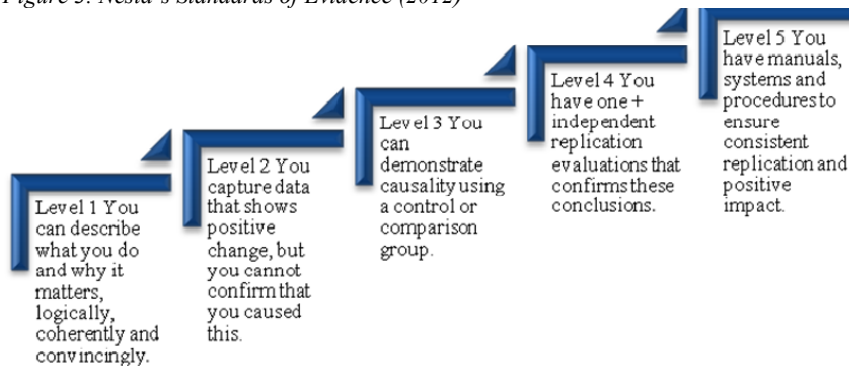 Figure 3. Nesta's Standards of Evidence (2012)
Level 1 You
can describe
what you do
and why it
matters,
logically,
coherently and
convincingly.
Level 2 You
capture data
that shows
positive
change, but
you cannot
confirm that
you caused
this.
Level 3 You
can
demonstrate
causality using
a control or
comparison
group.
Level 4 You
have one +
independent
replication
evaluations that
confirms these
conclusions.
Level 5 You
have manuals,
systems and
procedures to
ensure
consistent
replication and
positive
impact.